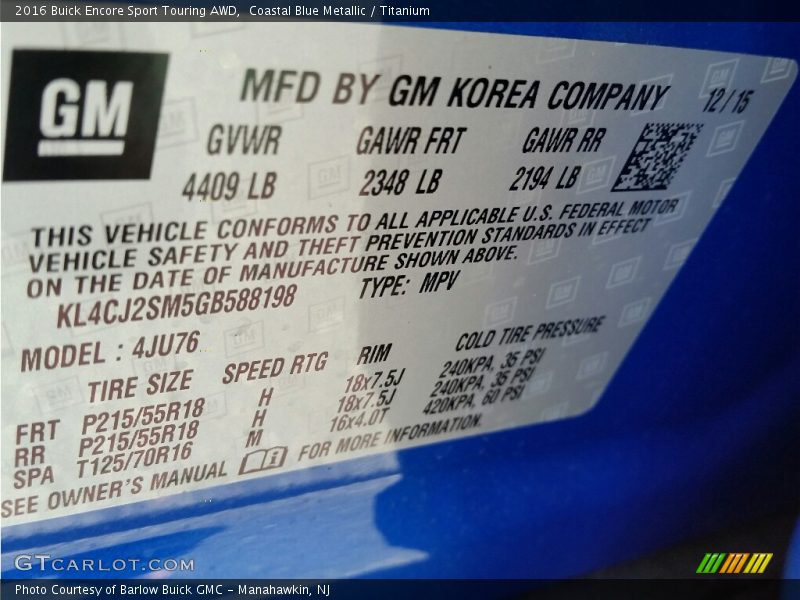 2016 Buick Encore Sport Touring AWD,  Coastal Blue Metallic / Titanium
GM
MFD BY GM KOREA COMPANY 12/15
GVWR GAWR FRT GAWR RR
4409 LB 2348 LB 2194 LB
THIS VEHICLE CONFORMS TO ALL APPLICABLE U.S. FEDERAL MOTOR
VEHICLE SAFETY AND THEFT PREVENTION STANDARDS IN EFFECT
ON THE DATE OF MANUFACTURE SHOWN ABOVE.
KL4CJ2SM5GB588198 TYPE: MPV
MODEL : 4JU76
TIRE SIZE SPEED RTG RIM COLD TIRE PRESSURE
FRT P215/55R18 H 18x7.5J 240KPA, 35 PSI
RR P215/55R18 H 18x7.5J 240KPA, 35 PSI
SPA T125/70R16 M 16x4.0T 420KPA, 60 PSI
SEE OWNER'S MANUAL FOR MORE INFORMATION.
GTCARLOT.COM
Photo Courtesy of Barlow Buick GMC - Manahawkin, NJ